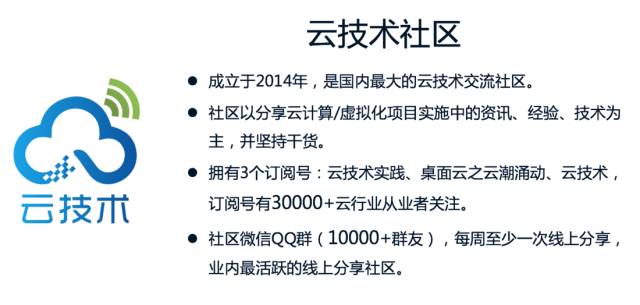 云技术社区
成立于2014年，是国内最大的云技术交流社区。
社区以分享云计算/虚拟化项目实施中的资讯、经验、技术为
主，并坚持干货。
拥有3个订阅号：云技术实践、桌面云之云潮涌动、云技术，
订阅号有30000+云行业从业者关注。
社区微信QQ群（10000+群友），每周至少一次线上分享，
业内最活跃的线上分享社区。
云技术